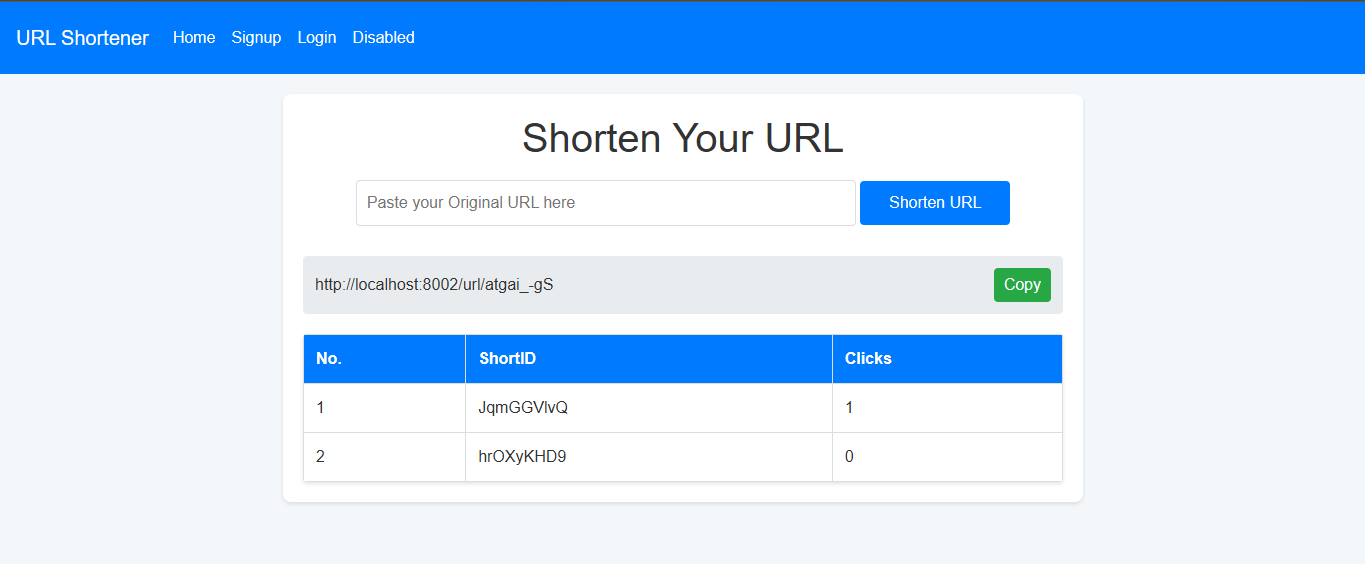 URL Shortener Home Signup Login Disabled
Shorten Your URL
Paste your Original URL here Shorten URL
http://localhost:8002/url/atgai_-gS Copy
No. ShortID Clicks
1 JqmGGVlvQ 1
2 hrOXyKHD9 0